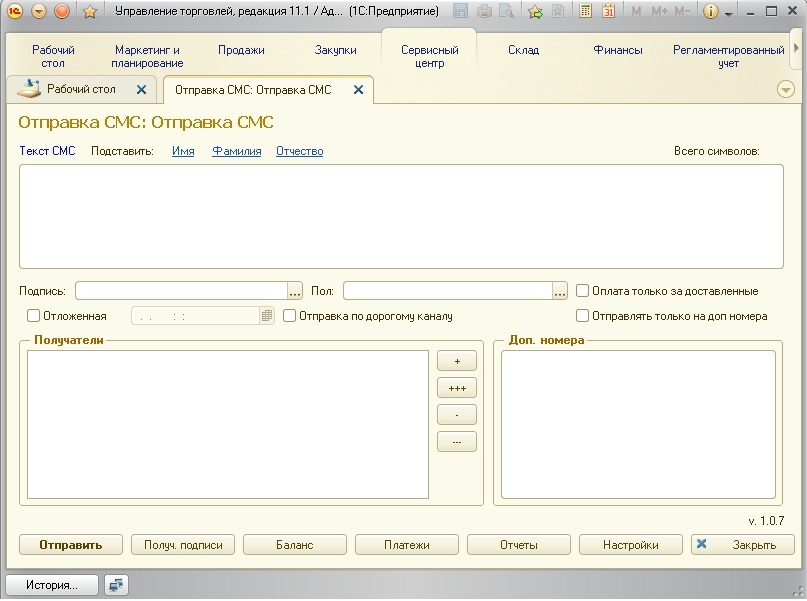 Управление торговлей, редакция 11.1 / Ад... (1С:Предприятие)
M M+ M-
Рабочий стол
Маркетинг и планирование
Продажи
Закупки
Сервисный центр
Склад
Финансы
Регламентированный учет
Рабочий стол
Отправка СМС: Отправка СМС
Отправка СМС: Отправка СМС
Текст СМС Подставить: Имя Фамилия Отчество Всего символов:
Подпись: ... Пол: ... Оплата только за доставленные
Отложенная . . : : Отправка по дорогому каналу Отправлять только на доп номера
Получатели
Доп. номера
+
+++
-
---
v. 1.0.7
Отправить Получ. подписи Баланс Платежи Отчеты Настройки Закрыть
История...